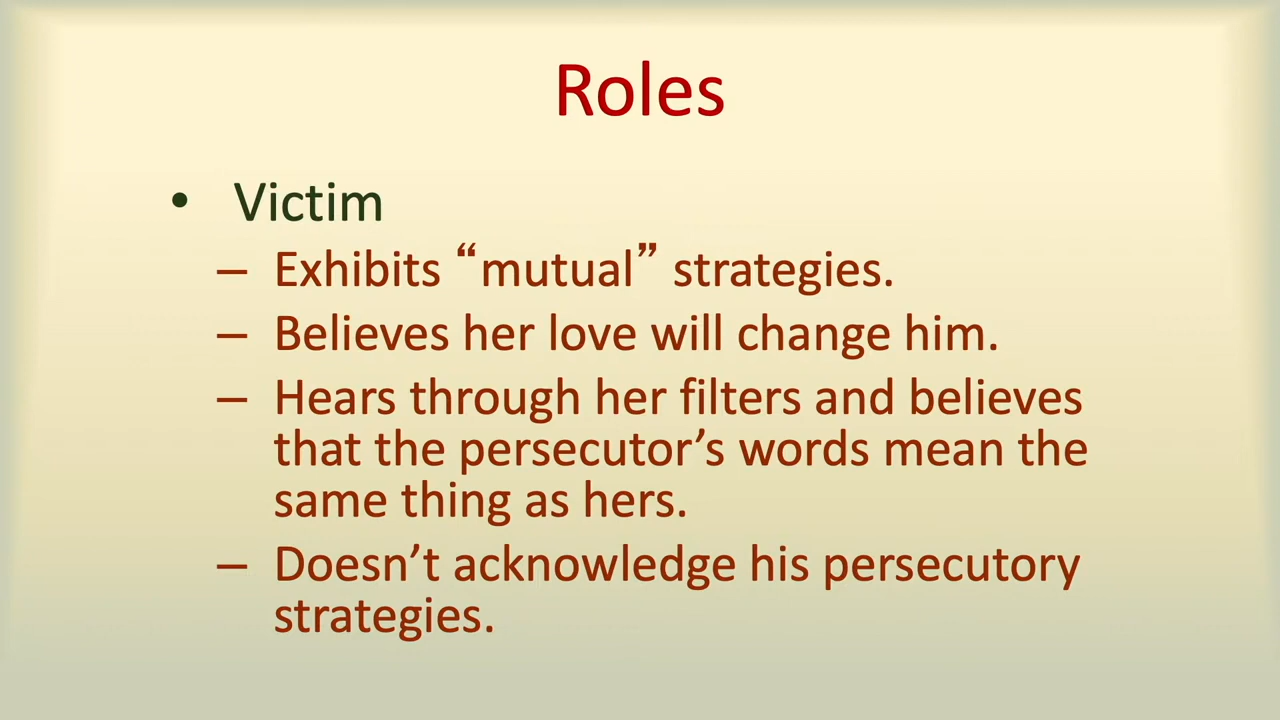 Roles
• Victim
– Exhibits “mutual” strategies.
– Believes her love will change him.
– Hears through her filters and believes
that the persecutor’s words mean the
same thing as hers.
– Doesn’t acknowledge his persecutory
strategies.